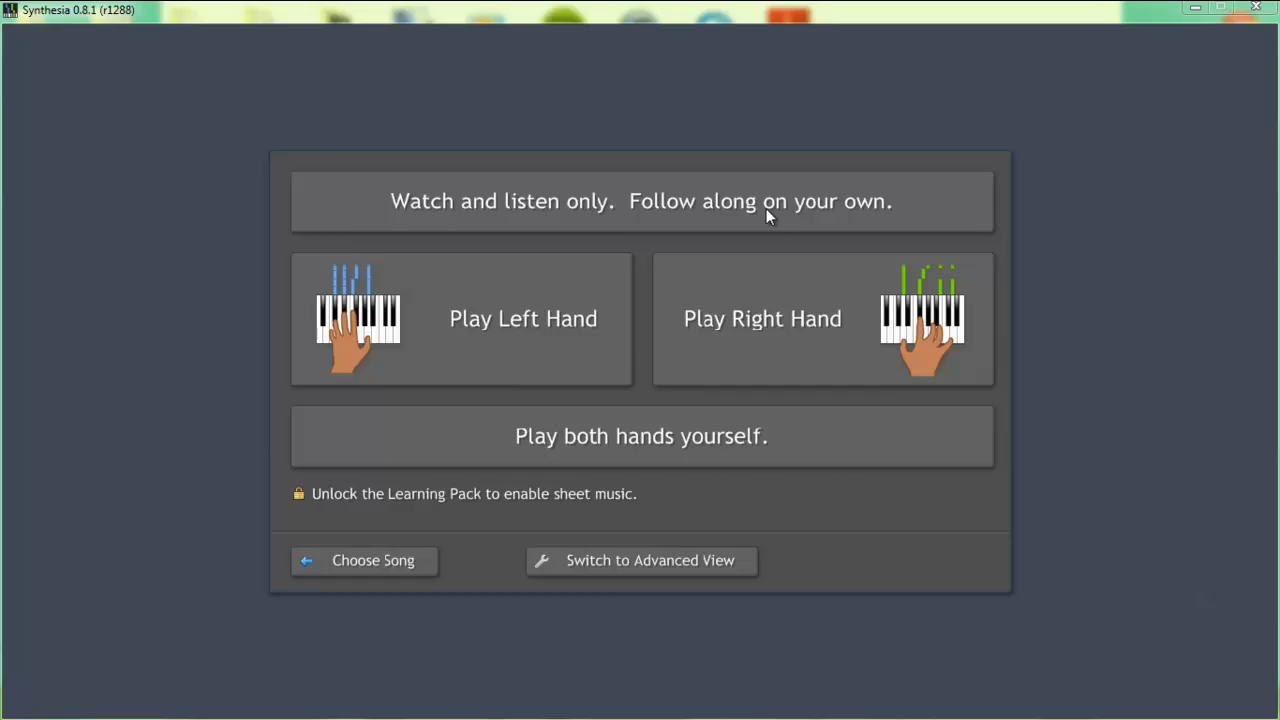 Synthesia 0.8.1 (r1288)
Watch and listen only.  Follow along on your own.
Play Left Hand
Play Right Hand
Play both hands yourself.
Unlock the Learning Pack to enable sheet music.
Choose Song
Switch to Advanced View